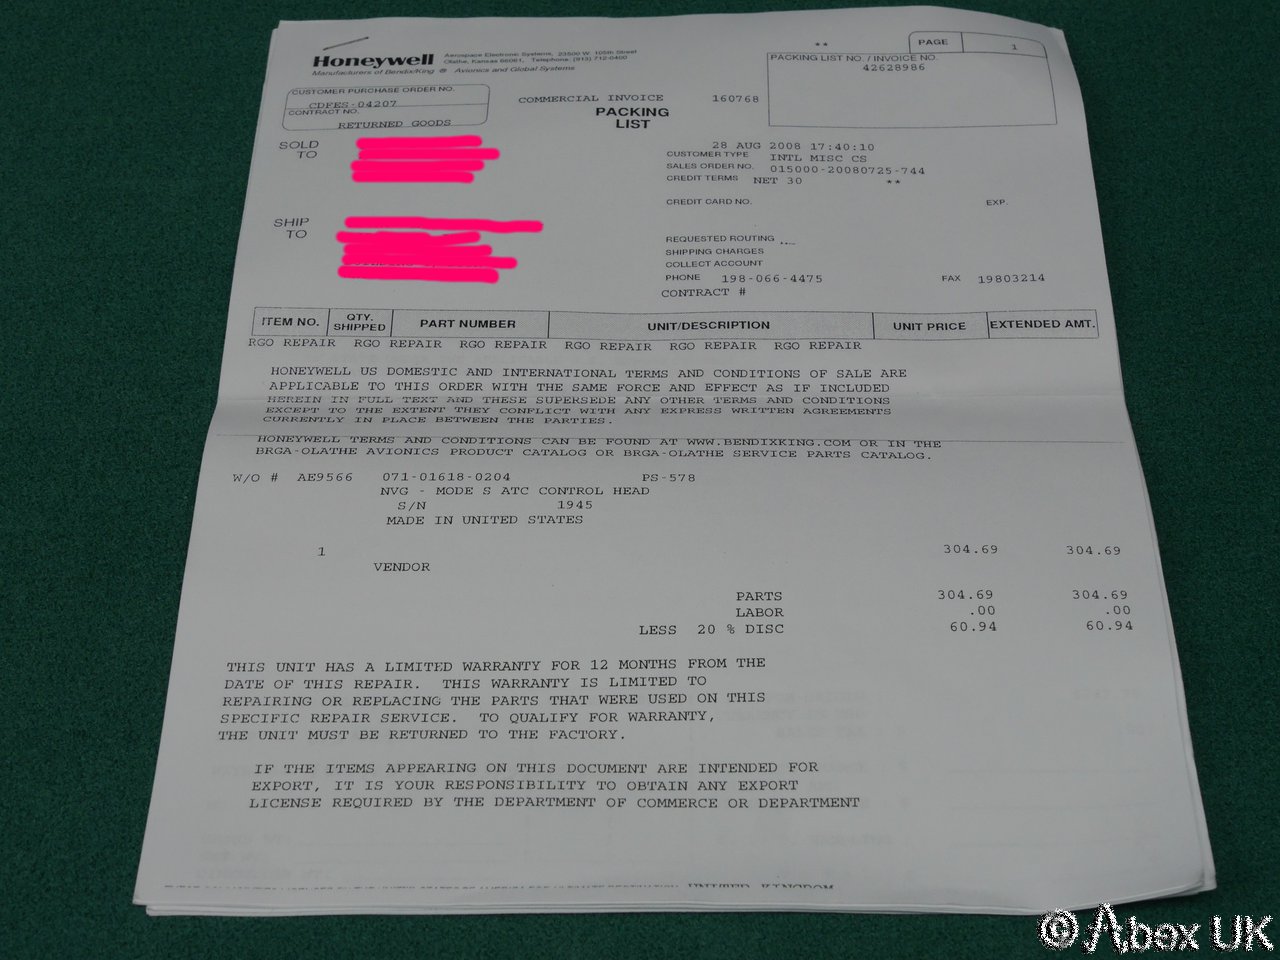 ** PAGE 1
Honeywell
Aerospace Electronic Systems, 23500 W. 105th Street
Olathe, Kansas 66061, Telephone: (913) 712-0400
Manufacturers of Bendix/King ® Avionics and Global Systems
PACKING LIST NO. / INVOICE NO.
42628986
CUSTOMER PURCHASE ORDER NO.
CDFES-04207
CONTRACT NO.
RETURNED GOODS
COMMERCIAL INVOICE 160768
PACKING
LIST
SOLD
TO
28 AUG 2008 17:40:10
CUSTOMER TYPE INTL MISC CS
SALES ORDER NO. 015000-20080725-744
CREDIT TERMS NET 30 **
CREDIT CARD NO. EXP.
SHIP
TO
REQUESTED ROUTING
SHIPPING CHARGES
COLLECT ACCOUNT
PHONE 198-066-4475 FAX 19803214
CONTRACT #
ITEM NO. QTY. SHIPPED PART NUMBER UNIT/DESCRIPTION UNIT PRICE EXTENDED AMT.
RGO REPAIR RGO REPAIR RGO REPAIR RGO REPAIR RGO REPAIR RGO REPAIR
HONEYWELL US DOMESTIC AND INTERNATIONAL TERMS AND CONDITIONS OF SALE ARE
APPLICABLE TO THIS ORDER WITH THE SAME FORCE AND EFFECT AS IF INCLUDED
HEREIN IN FULL TEXT AND THESE SUPERSEDE ANY OTHER TERMS AND CONDITIONS
EXCEPT TO THE EXTENT THEY CONFLICT WITH ANY EXPRESS WRITTEN AGREEMENTS
CURRENTLY IN PLACE BETWEEN THE PARTIES.
HONEYWELL TERMS AND CONDITIONS CAN BE FOUND AT WWW.BENDIXKING.COM OR IN THE
BRGA-OLATHE AVIONICS PRODUCT CATALOG OR BRGA-OLATHE SERVICE PARTS CATALOG.
W/O # AE9566 071-01618-0204 PS-578
NVG - MODE S ATC CONTROL HEAD
S/N 1945
MADE IN UNITED STATES
1 304.69 304.69
VENDOR
PARTS 304.69 304.69
LABOR .00 .00
LESS 20 % DISC 60.94 60.94
THIS UNIT HAS A LIMITED WARRANTY FOR 12 MONTHS FROM THE
DATE OF THIS REPAIR. THIS WARRANTY IS LIMITED TO
REPAIRING OR REPLACING THE PARTS THAT WERE USED ON THIS
SPECIFIC REPAIR SERVICE. TO QUALIFY FOR WARRANTY,
THE UNIT MUST BE RETURNED TO THE FACTORY.
IF THE ITEMS APPEARING ON THIS DOCUMENT ARE INTENDED FOR
EXPORT, IT IS YOUR RESPONSIBILITY TO OBTAIN ANY EXPORT
LICENSE REQUIRED BY THE DEPARTMENT OF COMMERCE OR DEPARTMENT
UNITED KINGDOM
© Abex UK